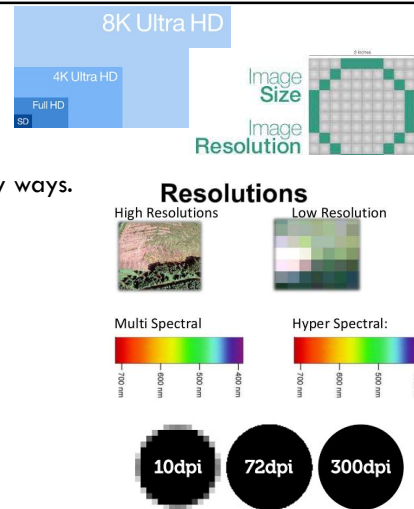 8K Ultra HD
4K Ultra HD
Full HD
SD
2 inches
Image
Size
Image
Resolution
ways.
Resolutions
High Resolutions
Low Resolution
Multi Spectral
Hyper Spectral:
700 nm
600 nm
500 nm
400 nm
700 nm
600 nm
500 nm
10dpi
72dpi
300dpi